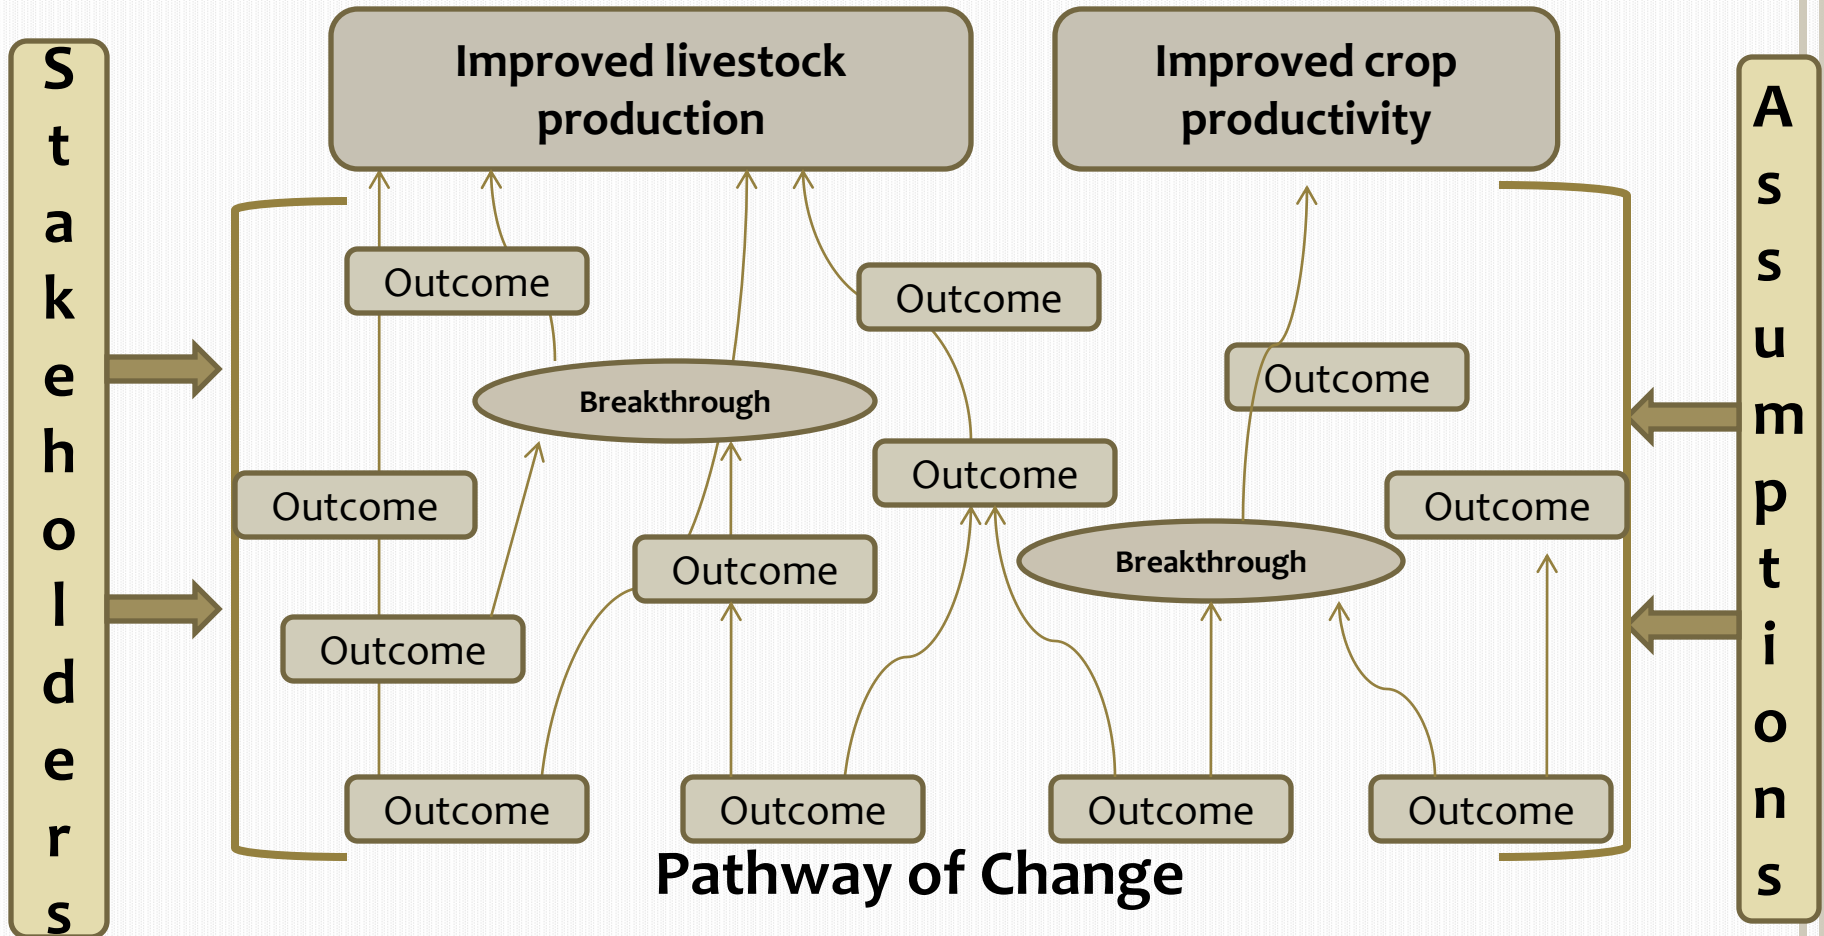 Stakeholders
Improved livestock
production
Improved crop
productivity
Assumptions
Outcome
Outcome
Outcome
Breakthrough
Outcome
Outcome
Outcome
Outcome
Breakthrough
Outcome
Outcome
Outcome
Outcome
Outcome
Pathway of Change